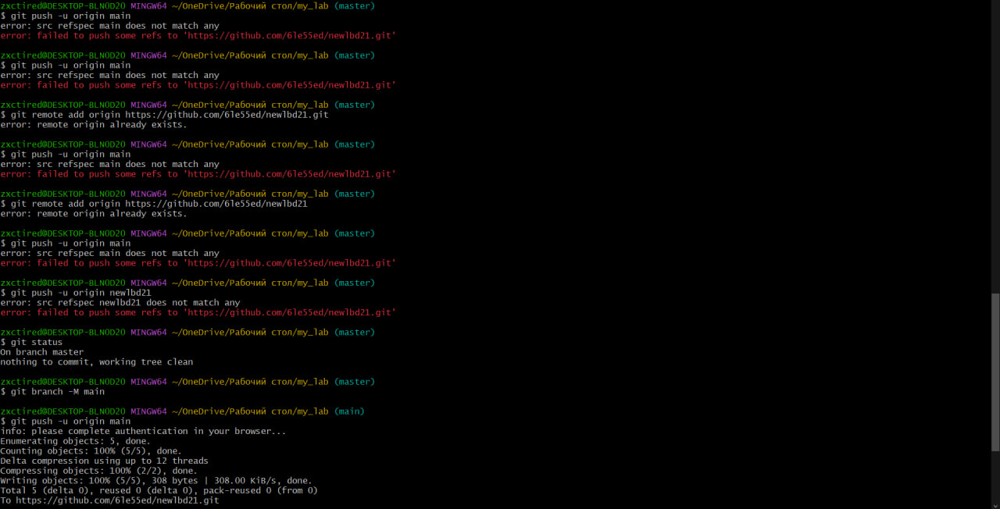 zxctired@DESKTOP-BLNOD2O MINGW64 ~/OneDrive/Рабочий стол/my_lab (master)
$ git push -u origin main
error: src refspec main does not match any
error: failed to push some refs to 'https://github.com/6le55ed/newlbd21.git'
zxctired@DESKTOP-BLNOD2O MINGW64 ~/OneDrive/Рабочий стол/my_lab (master)
$ git push -u origin main
error: src refspec main does not match any
error: failed to push some refs to 'https://github.com/6le55ed/newlbd21.git'
zxctired@DESKTOP-BLNOD2O MINGW64 ~/OneDrive/Рабочий стол/my_lab (master)
$ git remote add origin https://github.com/6le55ed/newlbd21.git
error: remote origin already exists.
zxctired@DESKTOP-BLNOD2O MINGW64 ~/OneDrive/Рабочий стол/my_lab (master)
$ git push -u origin main
error: src refspec main does not match any
error: failed to push some refs to 'https://github.com/6le55ed/newlbd21.git'
zxctired@DESKTOP-BLNOD2O MINGW64 ~/OneDrive/Рабочий стол/my_lab (master)
$ git remote add origin https://github.com/6le55ed/newlbd21
error: remote origin already exists.
zxctired@DESKTOP-BLNOD2O MINGW64 ~/OneDrive/Рабочий стол/my_lab (master)
$ git push -u origin main
error: src refspec main does not match any
error: failed to push some refs to 'https://github.com/6le55ed/newlbd21.git'
zxctired@DESKTOP-BLNOD2O MINGW64 ~/OneDrive/Рабочий стол/my_lab (master)
$ git push -u origin newlbd21
error: src refspec newlbd21 does not match any
error: failed to push some refs to 'https://github.com/6le55ed/newlbd21.git'
zxctired@DESKTOP-BLNOD2O MINGW64 ~/OneDrive/Рабочий стол/my_lab (master)
$ git status
On branch master
nothing to commit, working tree clean
zxctired@DESKTOP-BLNOD2O MINGW64 ~/OneDrive/Рабочий стол/my_lab (master)
$ git branch -M main
zxctired@DESKTOP-BLNOD2O MINGW64 ~/OneDrive/Рабочий стол/my_lab (main)
$ git push -u origin main
info: please complete authentication in your browser...
Enumerating objects: 5, done.
Counting objects: 100% (5/5), done.
Delta compression using up to 12 threads
Compressing objects: 100% (2/2), done.
Writing objects: 100% (5/5), 308 bytes | 308.00 KiB/s, done.
Total 5 (delta 0), reused 0 (delta 0), pack-reused 0 (from 0)
To https://github.com/6le55ed/newlbd21.git